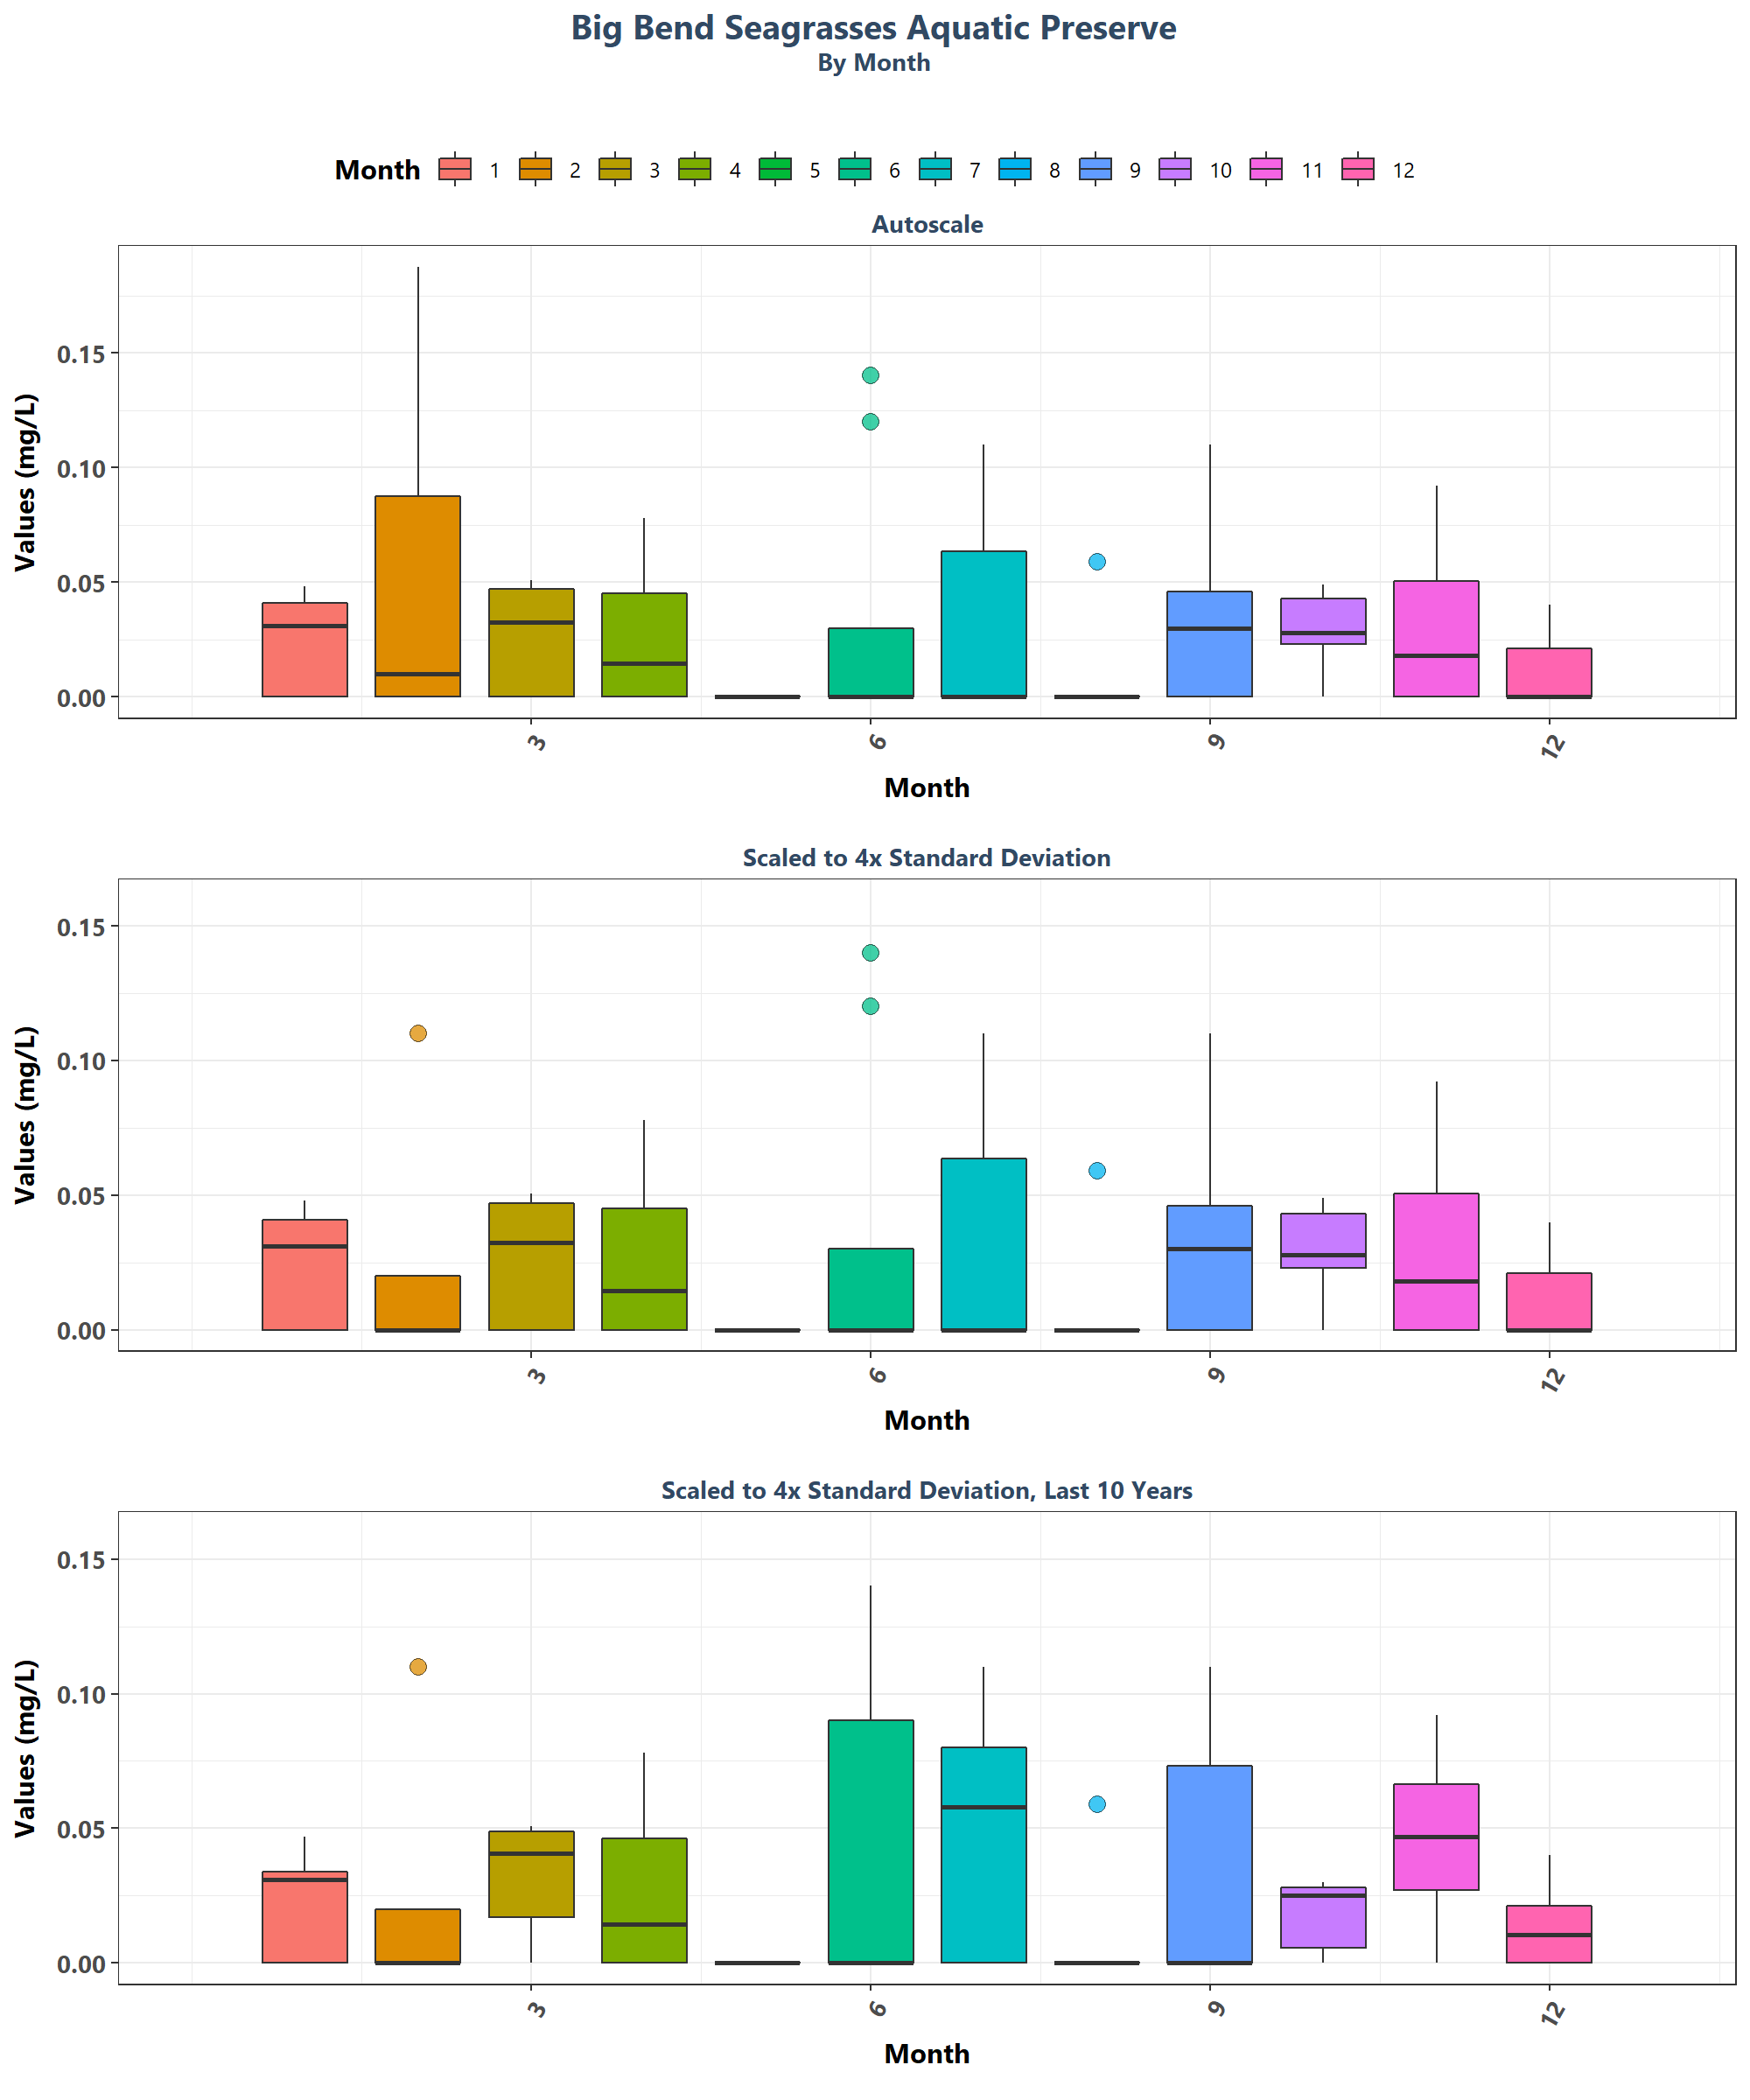 Big Bend Seagrasses Aquatic Preserve
By Month
Month 1 2 3 4 5 6 7 8 9 10 11 12
Autoscale
Values (mg/L)
0.15
0.10
0.05
0.00
3 6 9 12
Month
Scaled to 4x Standard Deviation
Values (mg/L)
0.15
0.10
0.05
0.00
3 6 9 12
Month
Scaled to 4x Standard Deviation, Last 10 Years
Values (mg/L)
0.15
0.10
0.05
0.00
3 6 9 12
Month